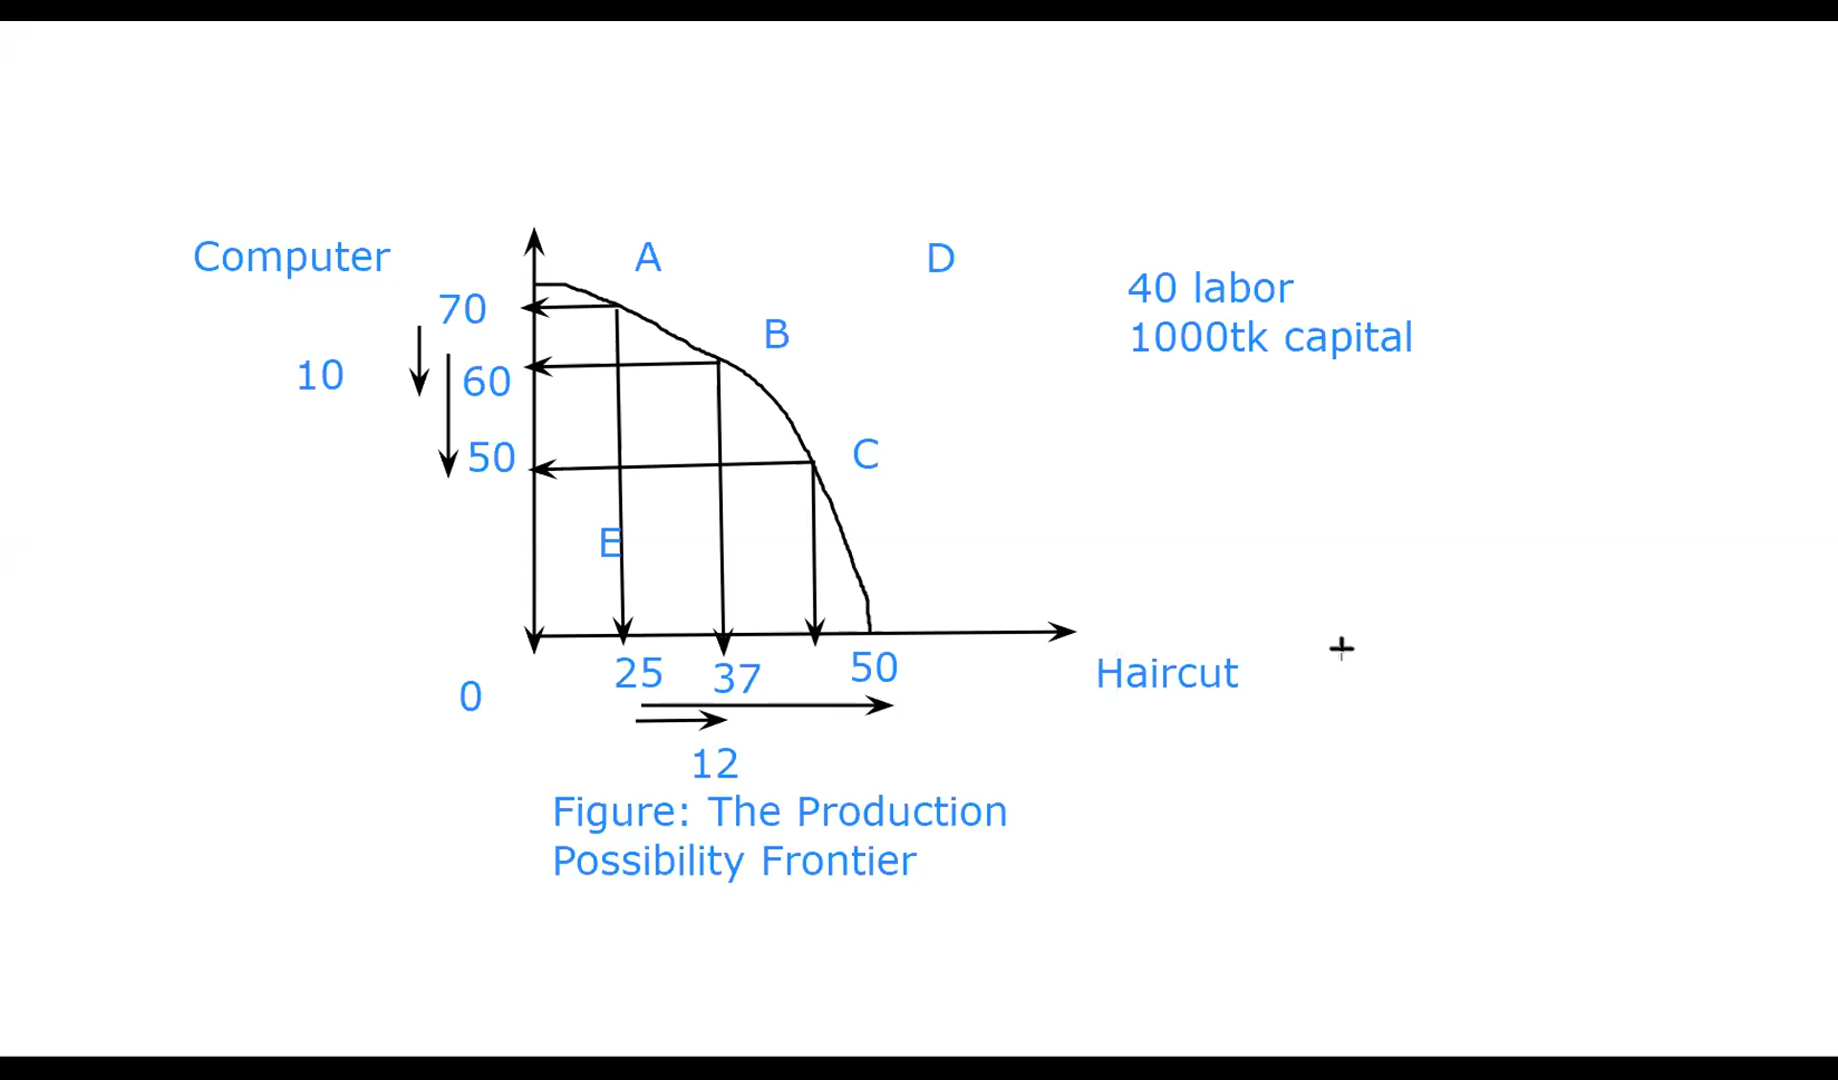 Computer
A
D
40 labor
1000tk capital
70
B
10
60
50
C
E
25
37
50
Haircut
0
12
Figure: The Production
Possibility Frontier